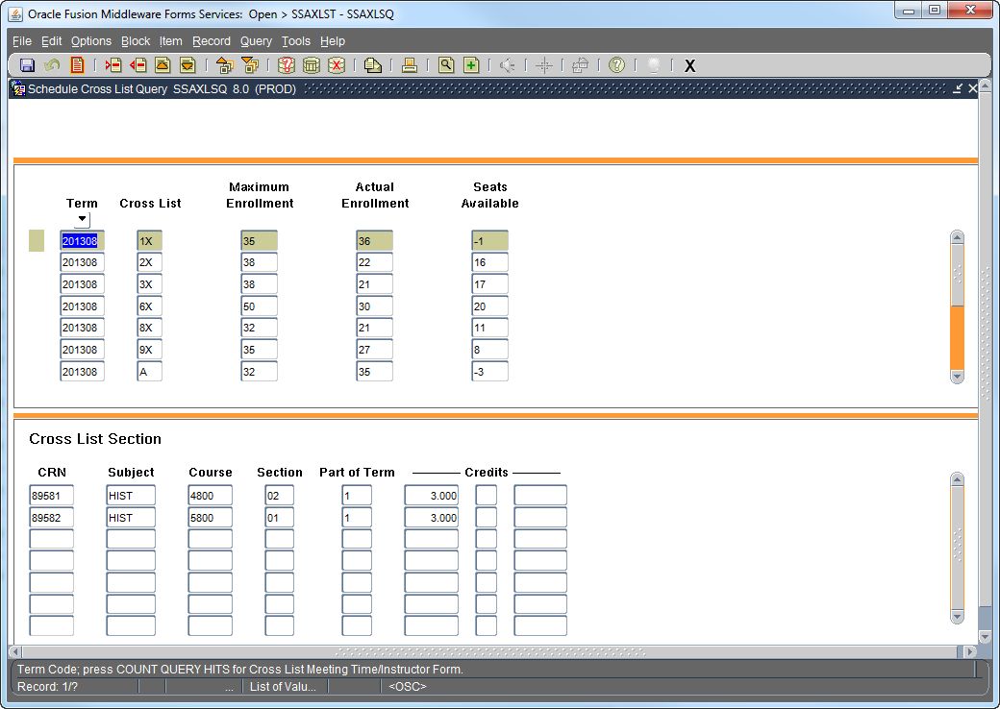 Oracle Fusion Middleware Forms Services: Open > SSAXLST - SSAXLSQ
File Edit Options Block Item Record Query Tools Help
X
Schedule Cross List Query SSAXLSQ 8.0 (PROD)
Term Cross List Maximum Enrollment Actual Enrollment Seats Available
201308 1X 35 36 -1
201308 2X 38 22 16
201308 3X 38 21 17
201308 6X 50 30 20
201308 8X 32 21 11
201308 9X 35 27 8
201308 A 32 35 -3
Cross List Section
CRN Subject Course Section Part of Term Credits
89581 HIST 4800 02 1 3.000
89582 HIST 5800 01 1 3.000
Term Code; press COUNT QUERY HITS for Cross List Meeting Time/Instructor Form.
Record: 1/? ... List of Valu... <OSC>